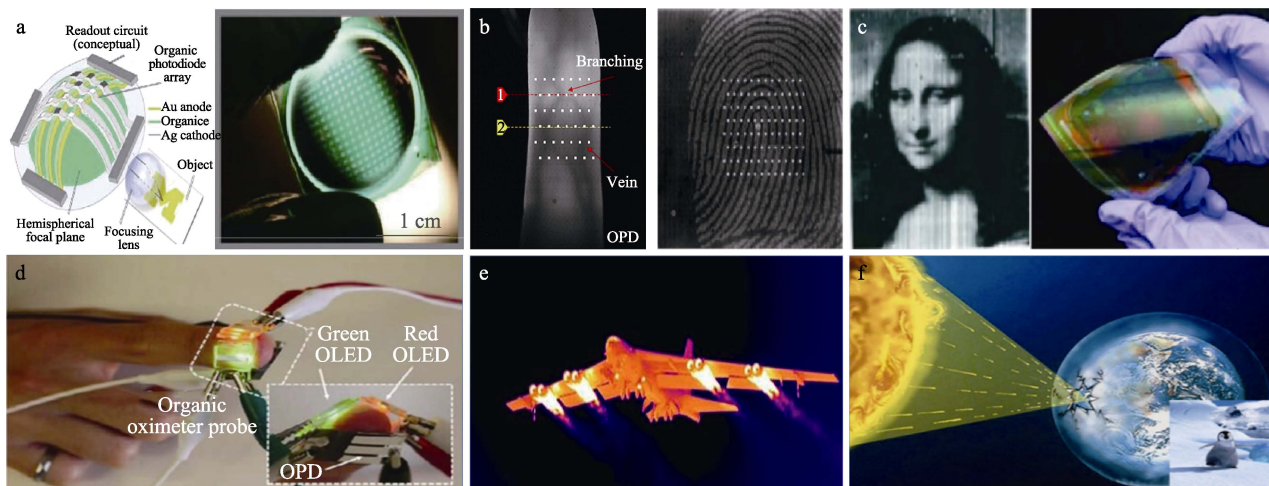 a
Readout circuit
(conceptual)
Organic
photodiode
array
Au anode
Organice
Ag cathode
Object
Hemispherical
focal plane
Focusing
lens
1 cm
b
Branching
1
2
Vein
OPD
c
d
Green
OLED
Red
OLED
Organic
oximeter probe
OPD
e
f